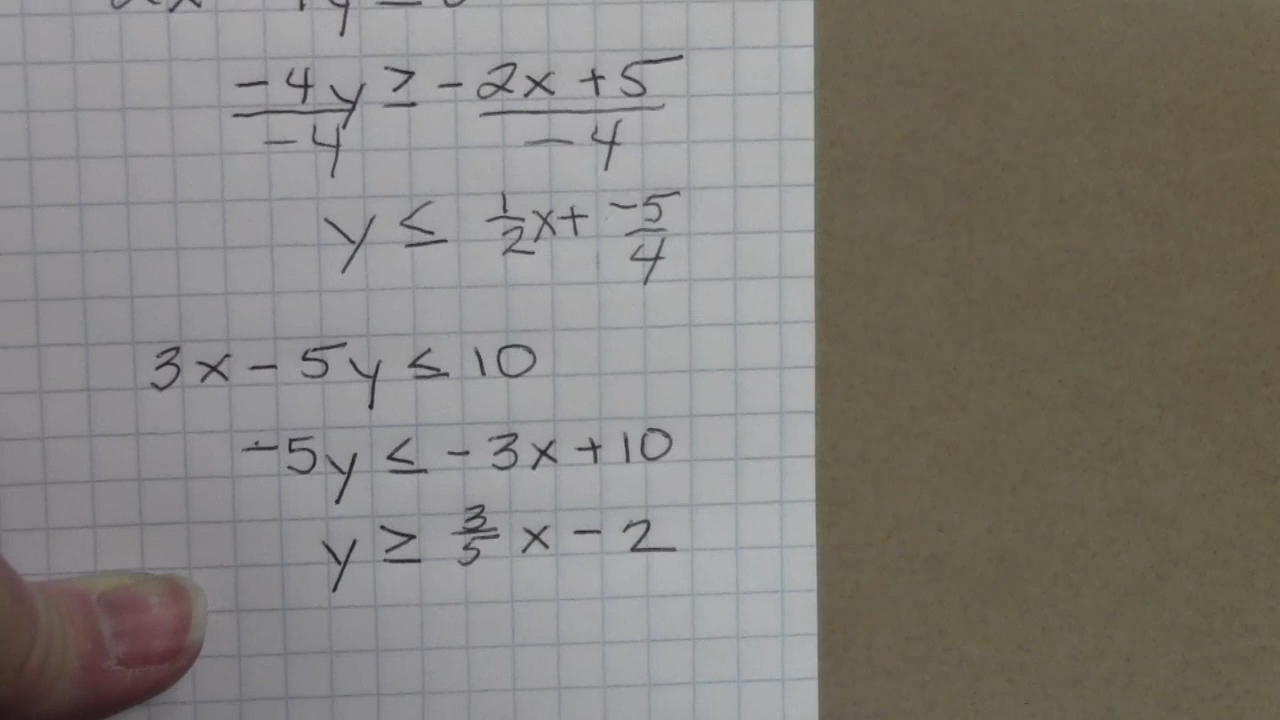 -4y ≥ -2x + 5
-4 -4
y ≤ 1/2x + -5/4
3x - 5y ≤ 10
-5y ≤ -3x + 10
y ≥ 3/5 x - 2